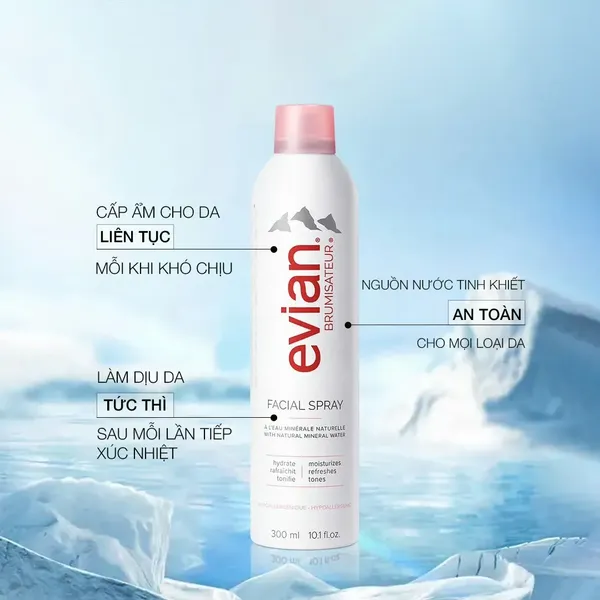 CẤP ẨM CHO DA
LIÊN TỤC
MỖI KHI KHÓ CHỊU
NGUỒN NƯỚC TINH KHIẾT
AN TOÀN
CHO MỌI LOẠI DA
LÀM DỊU DA
TỨC THÌ
SAU MỖI LẦN TIẾP
XÚC NHIỆT
evian®
BRUMISATEUR®
FACIAL SPRAY
À L'EAU MINÉRALE NATURELLE
WITH NATURAL MINERAL WATER
hydrate moisturizes
rafraîchit refreshes
tonifie tones
300 ml 10.1 fl.oz.